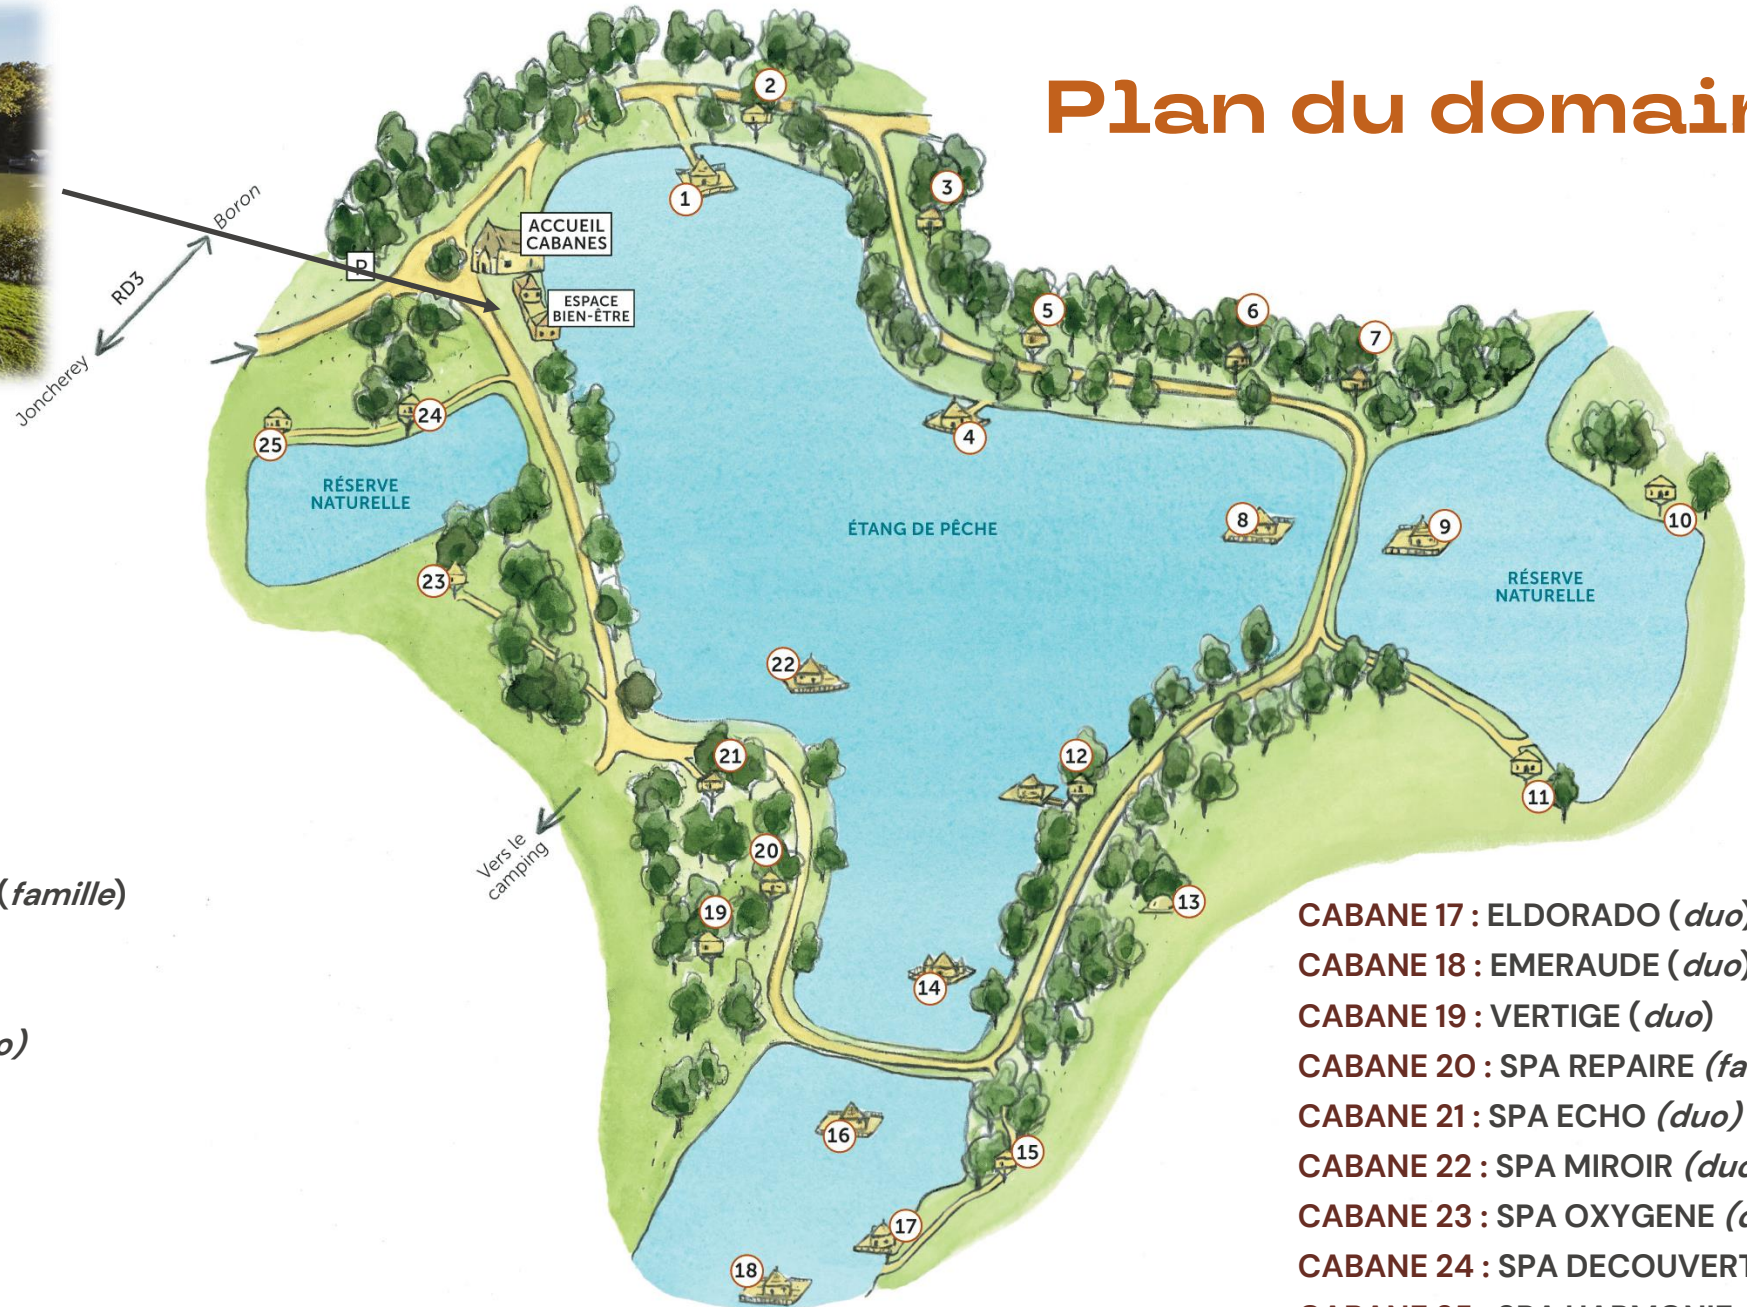 Plan du domain
2
3
1
Boron
RD3
Joncherey
P
ACCUEIL
CABANES
ESPACE
BIEN-ÊTRE
5
6
7
4
24
25
RÉSERVE
NATURELLE
ÉTANG DE PÊCHE
8
9
10
RÉSERVE
NATURELLE
23
22
21
12
11
Vers le
camping
20
19
13
14
16
15
17
18
(famille)
o)
CABANE 17 : ELDORADO (duo)
CABANE 18 : EMERAUDE (duo)
CABANE 19 : VERTIGE (duo)
CABANE 20 : SPA REPAIRE (fa
CABANE 21 : SPA ECHO (duo)
CABANE 22 : SPA MIROIR (duo
CABANE 23 : SPA OXYGENE (d
CABANE 24 : SPA DECOUVERT